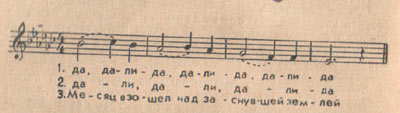 1. да, да-ли-да, да-ли - да, да-ли - да
2. да - ли, да - ли, да - ли - да
3. Ме-сяц взо-шел над за-снув-шей зем-лей